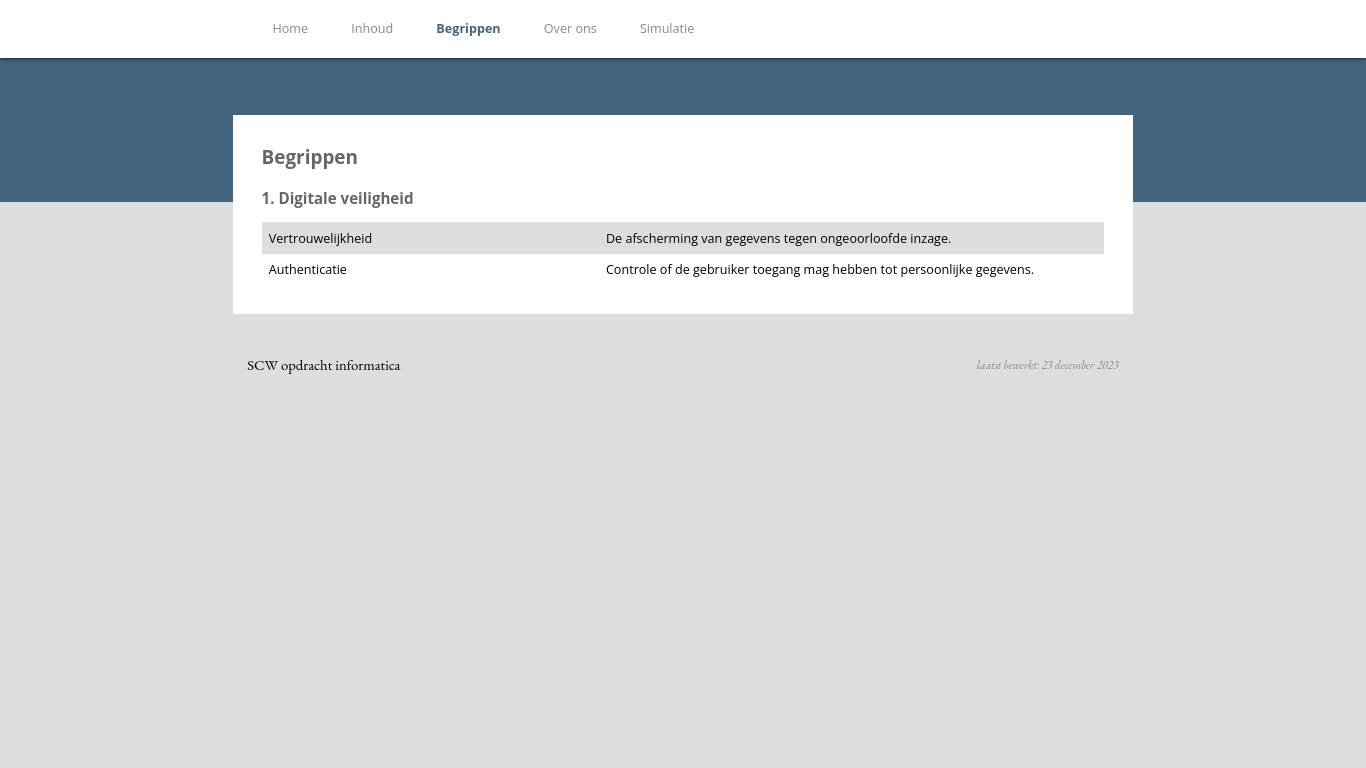 Home Inhoud Begrippen Over ons Simulatie
Begrippen
1. Digitale veiligheid
Vertrouwelijkheid De afscherming van gegevens tegen ongeoorloofde inzage.
Authenticatie Controle of de gebruiker toegang mag hebben tot persoonlijke gegevens.
SCW opdracht informatica laatst bewerkt: 23 december 2023